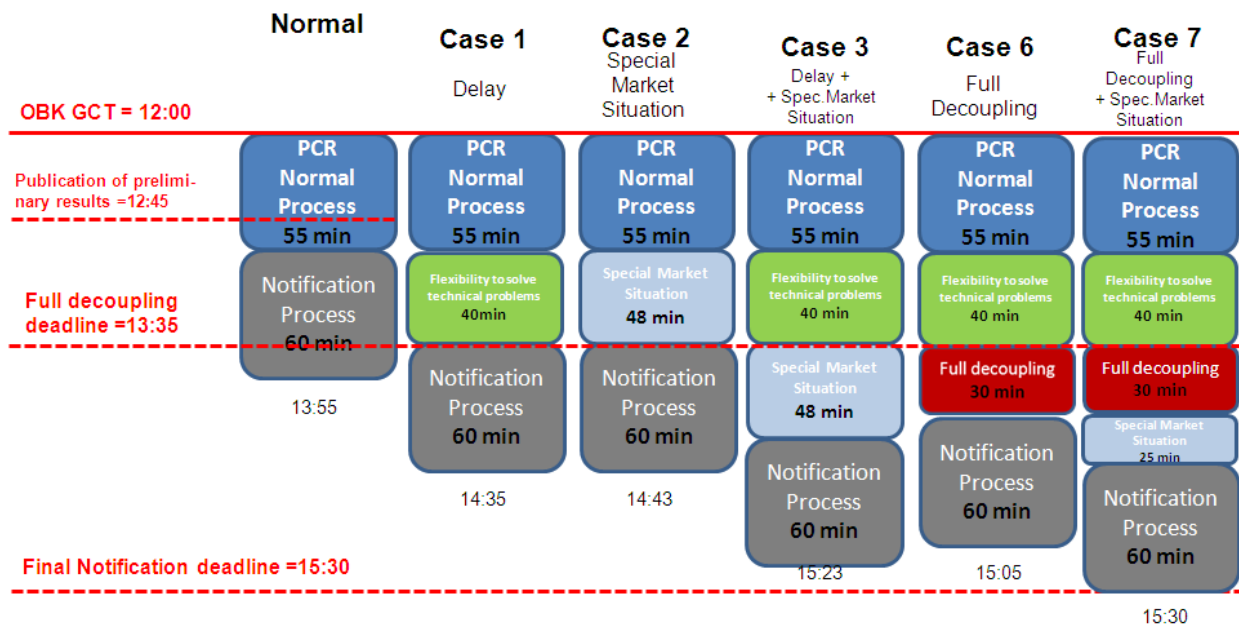 Normal
Case 1
Delay
Case 2
Special
Market
Situation
Case 3
Delay +
+ Spec.Market
Situation
Case 6
Full
Decoupling
Case 7
Full
Decoupling
+ Spec.Market
Situation
OBK GCT = 12:00
Publication of prelimi-
nary results =12:45
Full decoupling
deadline =13:35
Final Notification deadline =15:30
PCR
Normal
Process
55 min
Notification
Process
60 min
13:55
PCR
Normal
Process
55 min
Flexibility to solve
technical problems
40min
Notification
Process
60 min
14:35
PCR
Normal
Process
55 min
Special Market
Situation
48 min
Notification
Process
60 min
14:43
PCR
Normal
Process
55 min
Flexibility to solve
technical problems
40 min
Special Market
Situation
48 min
Notification
Process
60 min
15:23
PCR
Normal
Process
55 min
Flexibility to solve
technical problems
40 min
Full decoupling
30 min
Notification
Process
60 min
15:05
PCR
Normal
Process
55 min
Flexibility to solve
technical problems
40 min
Full decoupling
30 min
Special Market
Situation
25 min
Notification
Process
60 min
15:30